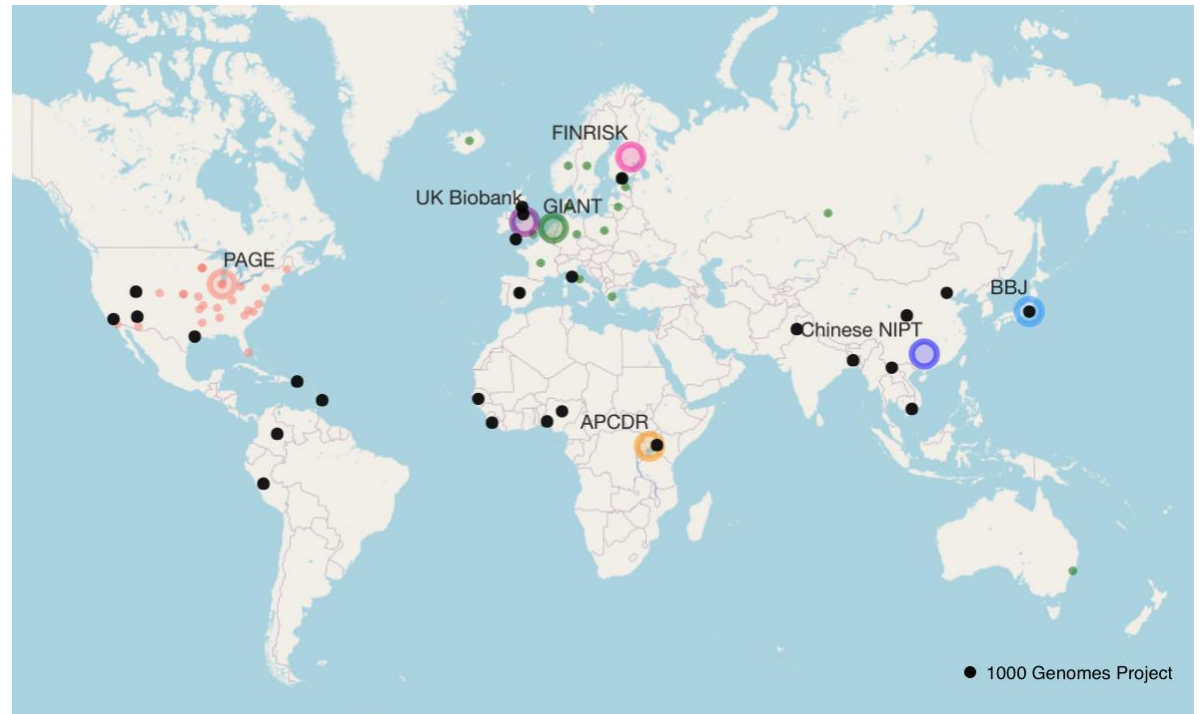 FINRISK
UK Biobank
GIANT
PAGE
BBJ
Chinese NIPT
APCDR
1000 Genomes Project